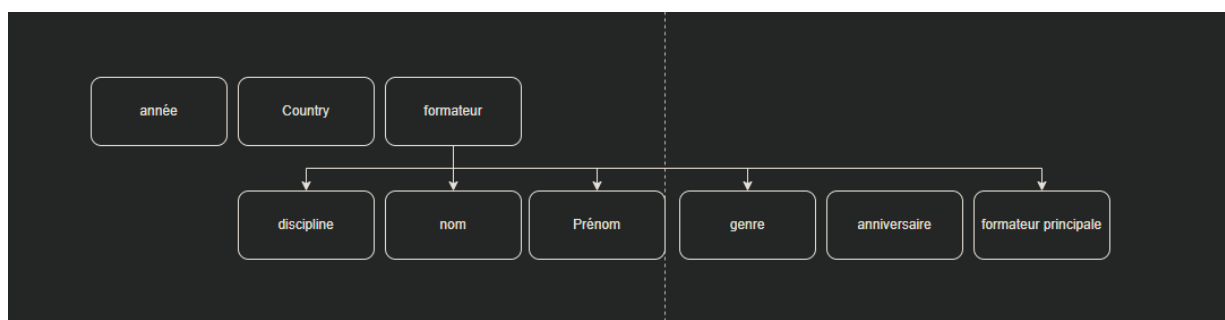 année
Country
formateur
discipline
nom
Prénom
genre
anniversaire
formateur principale